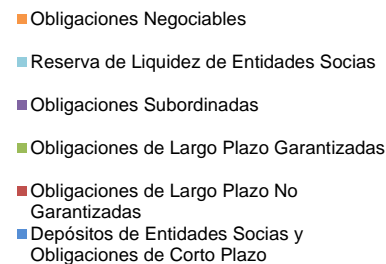 Obligaciones Negociables
Reserva de Liquidez de Entidades Socias
Obligaciones Subordinadas
Obligaciones de Largo Plazo Garantizadas
Obligaciones de Largo Plazo No
Garantizadas
Depósitos de Entidades Socias y
Obligaciones de Corto Plazo